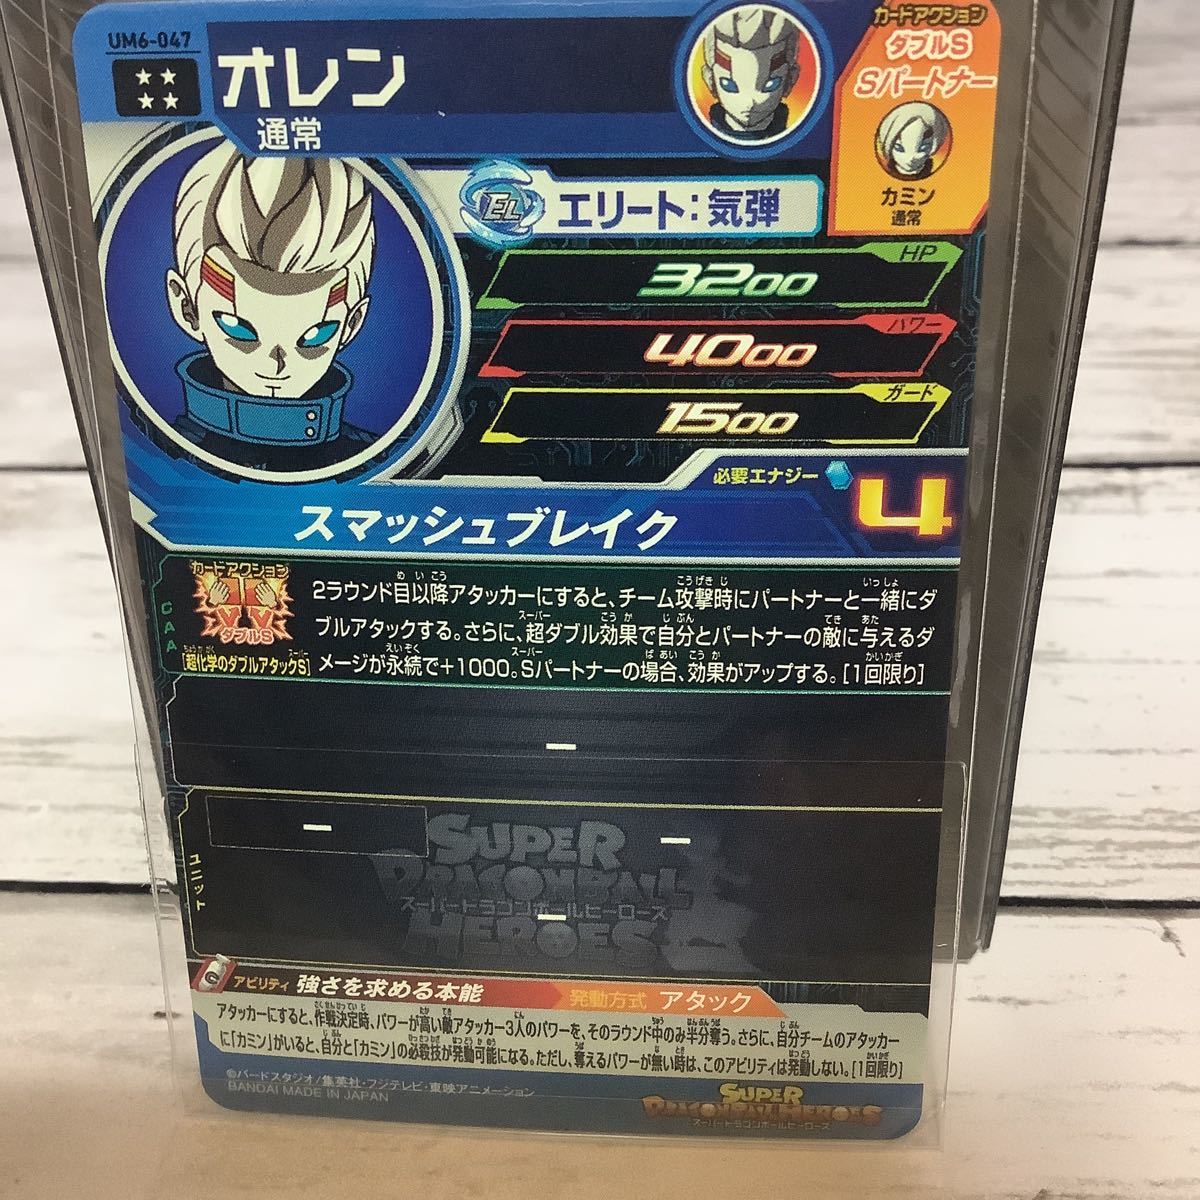 UM6-047
オレン
通常
カードアクション
ダブルS
Sパートナー
カミン
通常
EL
エリート：気弾
HP
3200
パワー
4000
ガード
1500
必要エナジー
4
スマッシュブレイク
CAA
カードアクション
ダブルS
[超化学のダブルアタックS]
2ラウンド目以降アタッカーにすると、チーム攻撃時にパートナーと一緒にダ
ブルアタックする。さらに、超ダブル効果で自分とパートナーの敵に与えるダ
メージが永続で+1000。Sパートナーの場合、効果がアップする。[1回限り]
ユニット
SUPER
DRAGONBALL
スーパードラゴンボールヒーローズ
HEROES
アビリティ 強さを求める本能
発動方式 アタック
アタッカーにすると、作戦決定時、パワーが高い敵アタッカー3人のパワーを、そのラウンド中のみ半分奪う。さらに、自分チームのアタッカー
に「カミン」がいると、自分と「カミン」の必殺技が発動可能になる。ただし、奪えるパワーが無い時は、このアビリティは発動しない。[1回限り]
©バードスタジオ/集英社・フジテレビ・東映アニメーション
BANDAI MADE IN JAPAN
SUPER
DRAGONBALL HEROES
スーパードラゴンボールヒーローズ